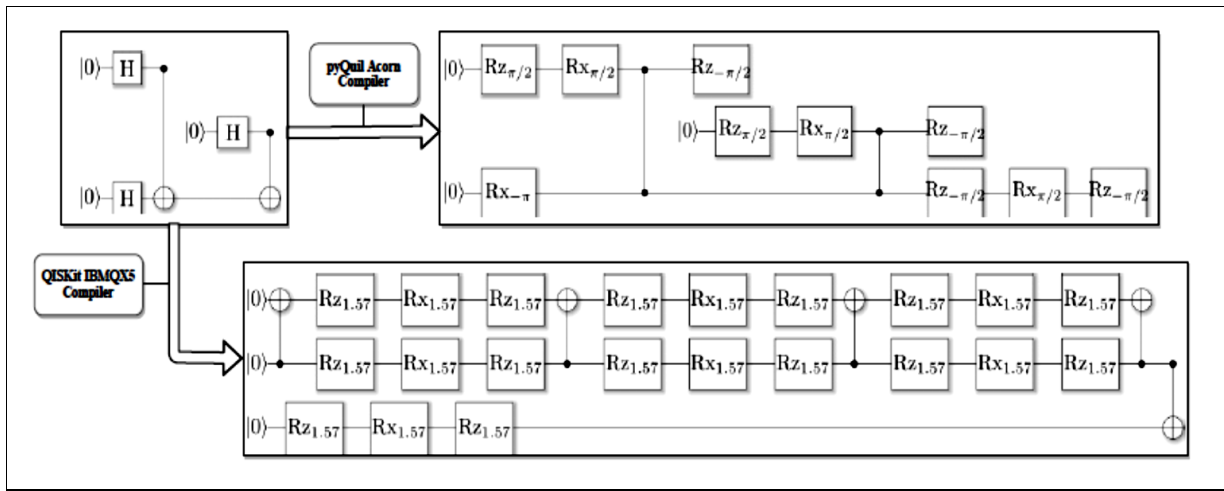 |0⟩ H
|0⟩ H
|0⟩ H
pyQuil Acorn
Compiler
|0⟩ Rzπ/2 Rxπ/2 Rz−π/2
|0⟩ Rzπ/2 Rxπ/2 Rz−π/2
|0⟩ Rx−π Rz−π/2 Rxπ/2 Rz−π/2
QISKit IBMQX5
Compiler
|0⟩ Rz1.57 Rx1.57 Rz1.57 Rz1.57 Rx1.57 Rz1.57 Rz1.57 Rx1.57 Rz1.57
|0⟩ Rz1.57 Rx1.57 Rz1.57 Rz1.57 Rx1.57 Rz1.57 Rz1.57 Rx1.57 Rz1.57
|0⟩ Rz1.57 Rx1.57 Rz1.57